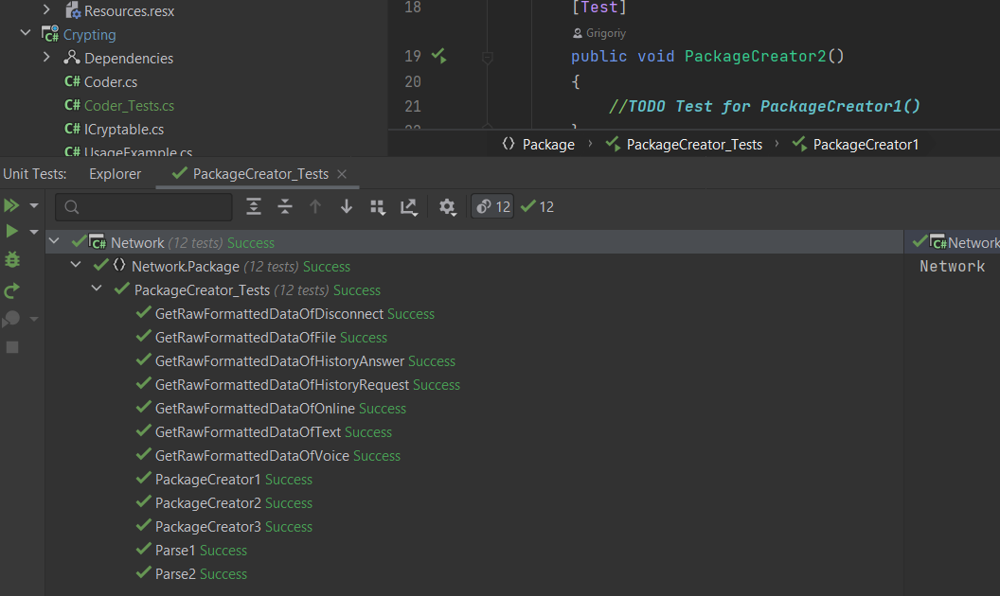 Resources.resx
Crypting
Dependencies
C# Coder.cs
C# Coder_Tests.cs
C# ICryptable.cs
C# UsageExample.cs
18 [Test]
Grigoriy
19 public void PackageCreator2()
20 {
21 //TODO Test for PackageCreator1()
22 }
Package › PackageCreator_Tests › PackageCreator1
Unit Tests: Explorer PackageCreator_Tests
12 12
C# Network (12 tests) Success
Network.Package (12 tests) Success
PackageCreator_Tests (12 tests) Success
GetRawFormattedDataOfDisconnect Success
GetRawFormattedDataOfFile Success
GetRawFormattedDataOfHistoryAnswer Success
GetRawFormattedDataOfHistoryRequest Success
GetRawFormattedDataOfOnline Success
GetRawFormattedDataOfText Success
GetRawFormattedDataOfVoice Success
PackageCreator1 Success
PackageCreator2 Success
PackageCreator3 Success
Parse1 Success
Parse2 Success
C# Network
Network